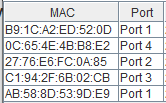 MAC Port
B9:1C:A2:ED:52:0D Port 1
0C:65:4E:4B:B8:E2 Port 4
27:76:E6:FC:0A:85 Port 2
C1:94:2F:6B:02:CB Port 3
AB:58:8D:53:9D:E9 Port 1